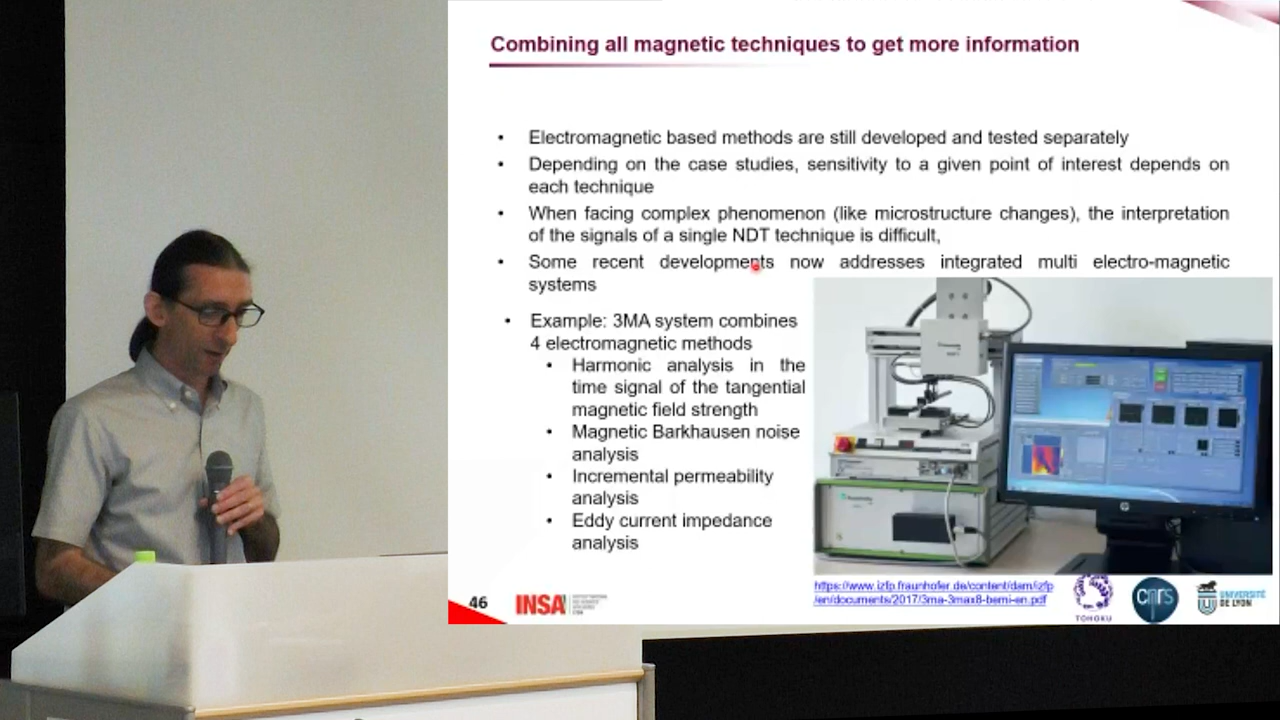 Combining all magnetic techniques to get more information
• Electromagnetic based methods are still developed and tested separately
• Depending on the case studies, sensitivity to a given point of interest depends on
each technique
• When facing complex phenomenon (like microstructure changes), the interpretation
of the signals of a single NDT technique is difficult,
• Some recent developments now addresses integrated multi electro-magnetic
systems
• Example: 3MA system combines
4 electromagnetic methods
• Harmonic analysis in the
time signal of the tangential
magnetic field strength
• Magnetic Barkhausen noise
analysis
• Incremental permeability
analysis
• Eddy current impedance
analysis
https://www.izfp.fraunhofer.de/content/dam/izfp
/en/documents/2017/3ma-3max8-bemi-en.pdf
46
INSA
TOHOKU
cnrs
UNIVERSITÉ
DE LYON